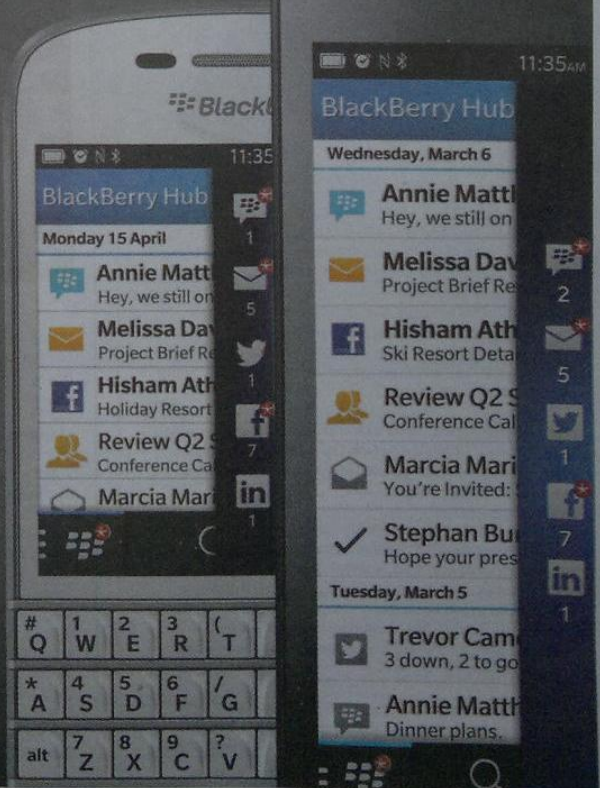 BlackB
11:35
BlackBerry Hub
Monday 15 April
Annie Matt
Hey, we still on
Melissa Dav
Project Brief Re
Hisham Ath
Holiday Resort
Review Q2 S
Conference Cal
Marcia Mari
1
5
1
7
in
1
# Q
1 W
2 E
3 R
( T
* A
4 S
5 D
6 F
/ G
alt
7 Z
8 X
9 C
? V
11:35AM
BlackBerry Hub
Wednesday, March 6
Annie Matth
Hey, we still on
Melissa Dav
Project Brief Re
Hisham Ath
Ski Resort Deta
Review Q2 S
Conference Cal
Marcia Mari
You're Invited: S
Stephan Bu
Hope your pres
Tuesday, March 5
Trevor Came
3 down, 2 to go
Annie Matth
Dinner plans.
2
5
1
7
in
1